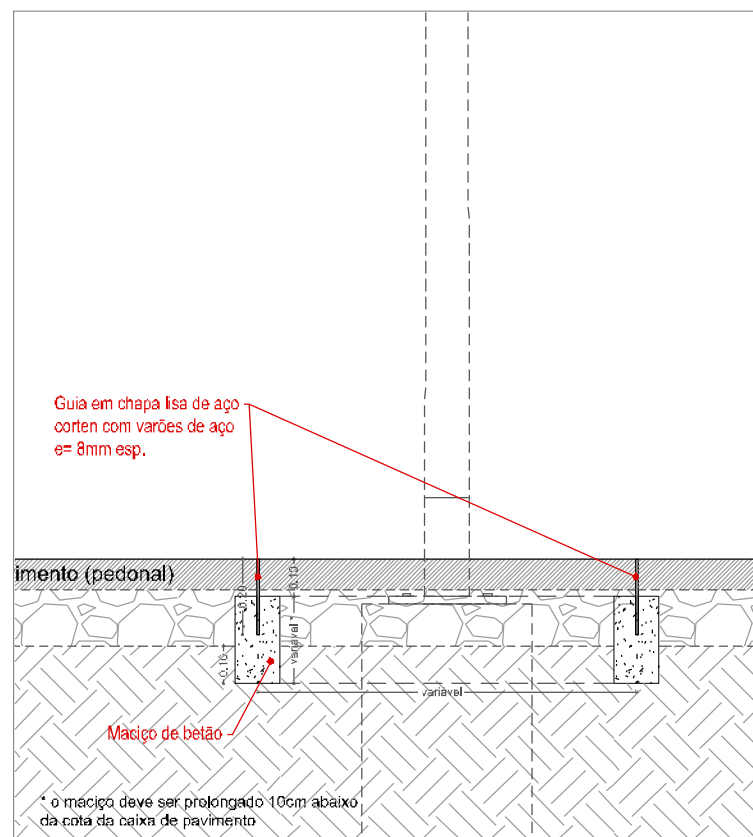 Guia em chapa lisa de aço
corten com varões de aço
e= 8mm esp.
imento (pedonal)
0.20
0.10
variável *
0.10
variável
Maciço de betão
* o maciço deve ser prolongado 10cm abaixo
da cota da caixa de pavimento